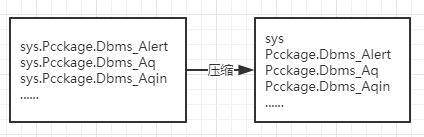 sys.Pcckage.Dbms_Alert
sys.Pcckage.Dbms_Aq
sys.Pcckage.Dbms_Aqin
......
压缩
sys
Pcckage.Dbms_Alert
Pcckage.Dbms_Aq
Pcckage.Dbms_Aqin
......